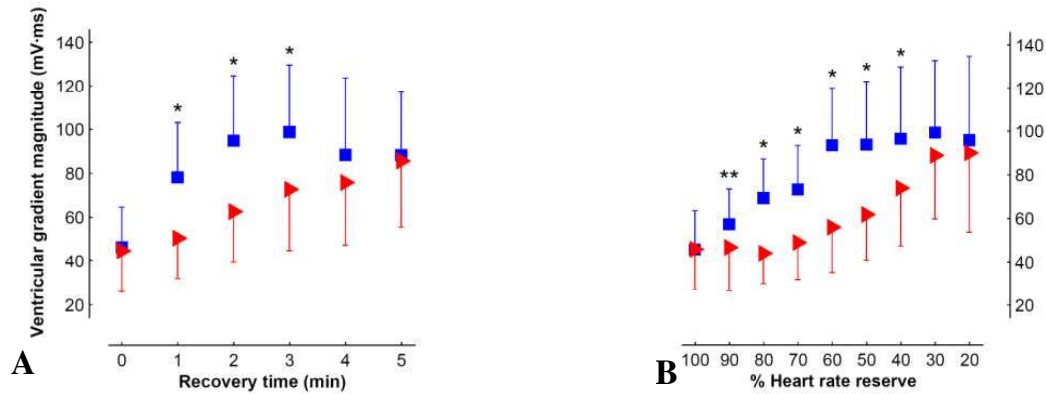 Ventricular gradient magnitude (mV·ms)
140
120
100
80
60
40
20
* * *
0 1 2 3 4 5
Recovery time (min)
A
140
120
100
80
60
40
20
** * * * * *
100 90 80 70 60 50 40 30 20
% Heart rate reserve
B